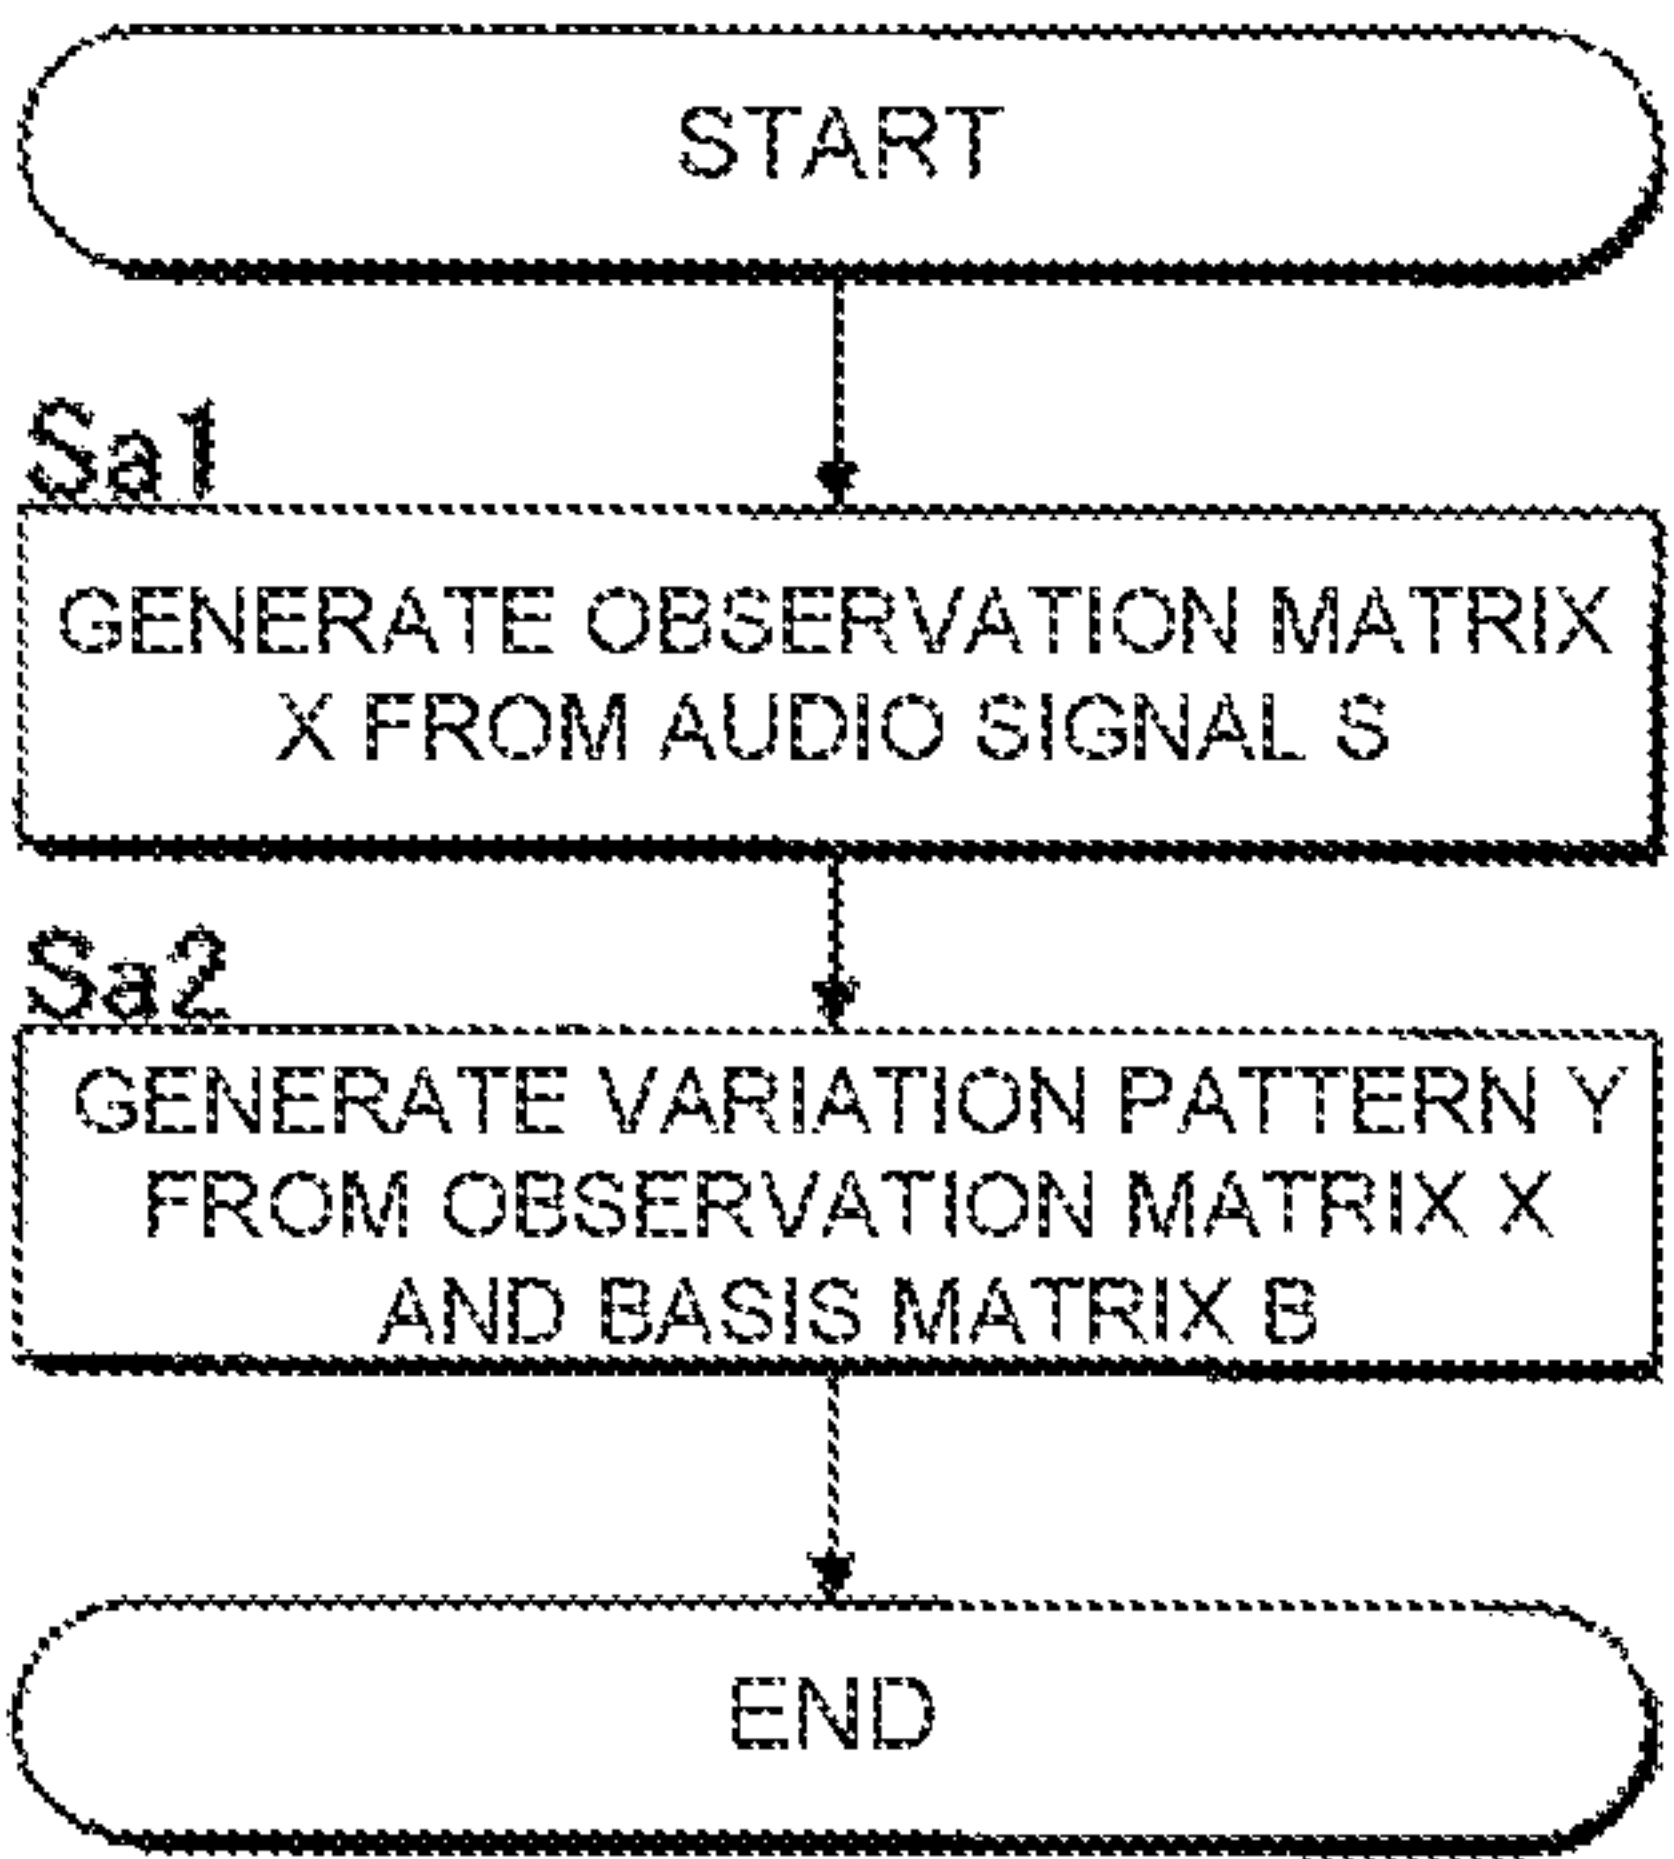 START
Sa1
GENERATE OBSERVATION MATRIX
X FROM AUDIO SIGNAL S
Sa2
GENERATE VARIATION PATTERN Y
FROM OBSERVATION MATRIX X
AND BASIS MATRIX B
END